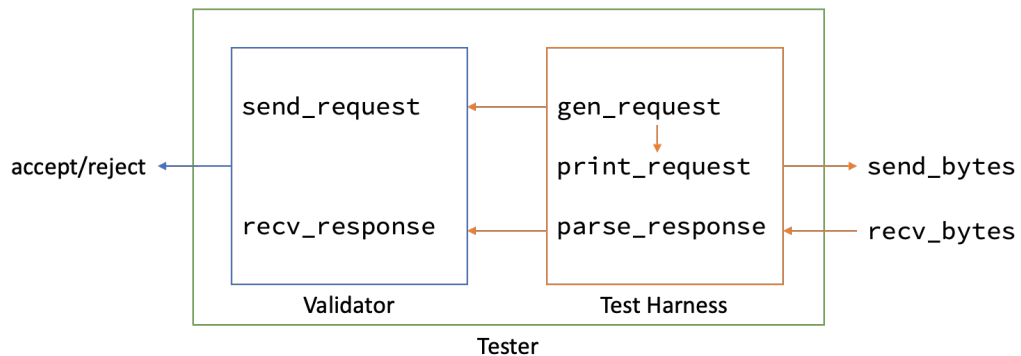 send_request
gen_request
accept/reject
print_request
send_bytes
recv_response
parse_response
recv_bytes
Validator
Test Harness
Tester